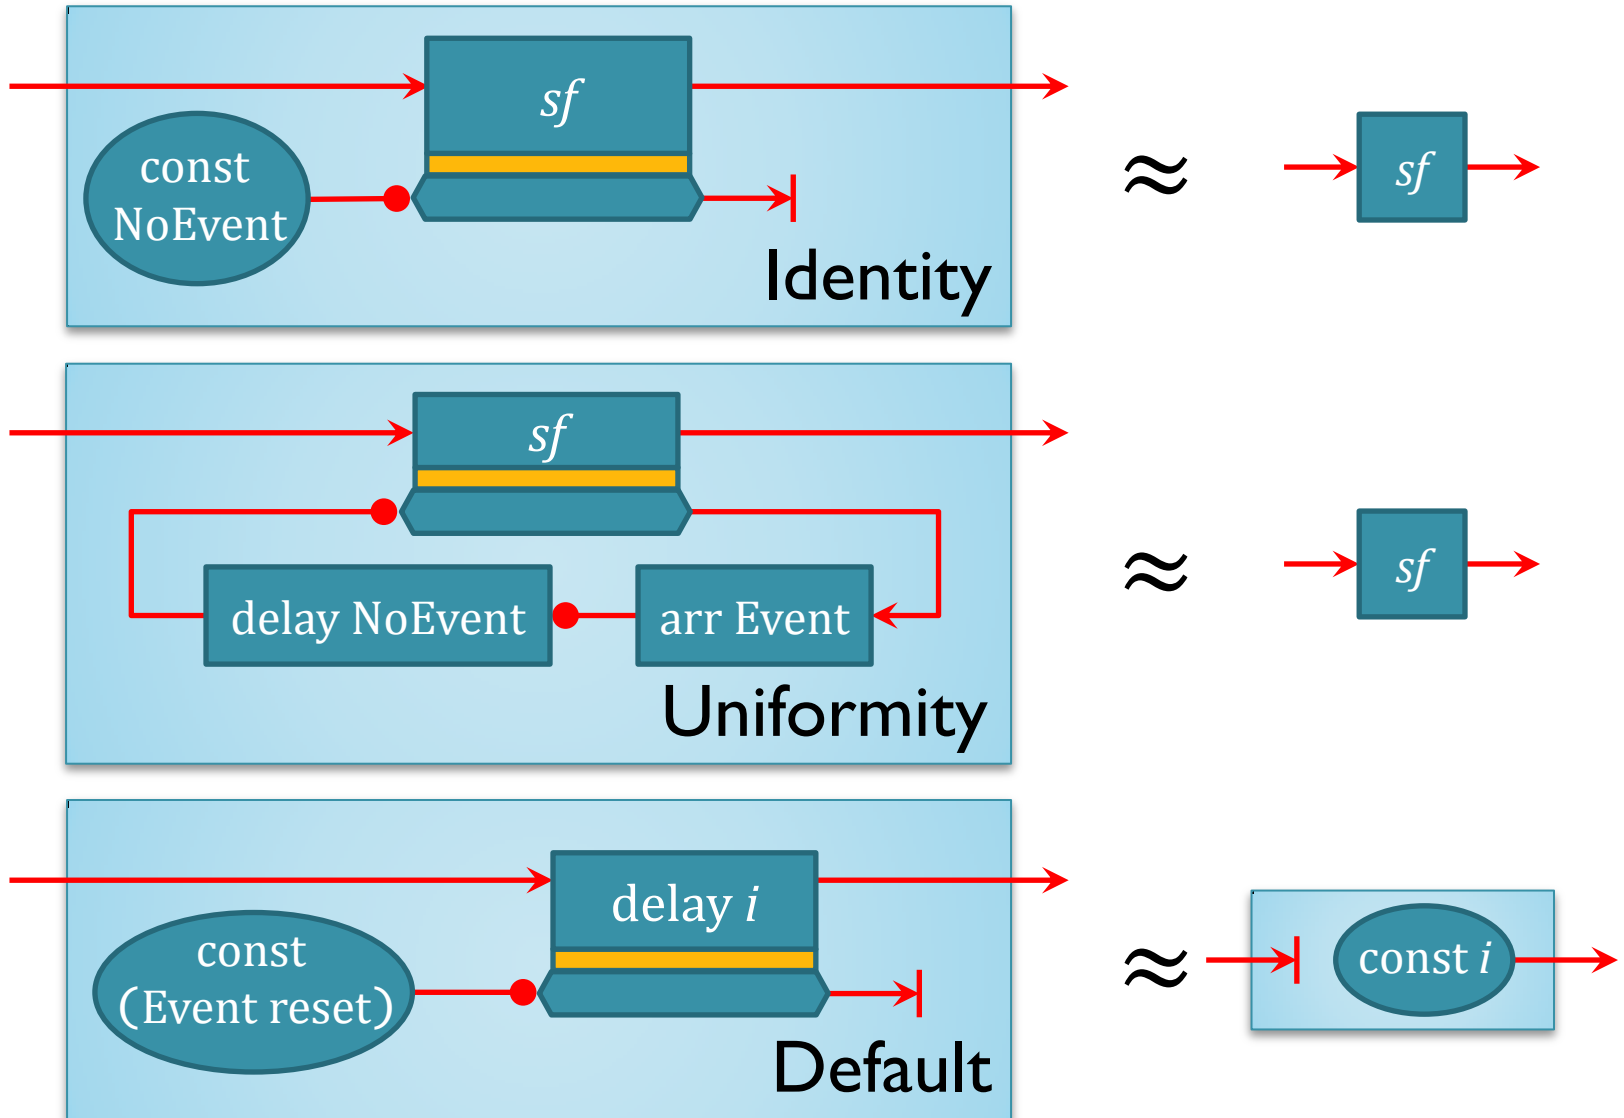 sf
const
NoEvent
Identity
≈
sf
sf
delay NoEvent
arr Event
Uniformity
≈
sf
delay i
const
(Event reset)
Default
≈
const i